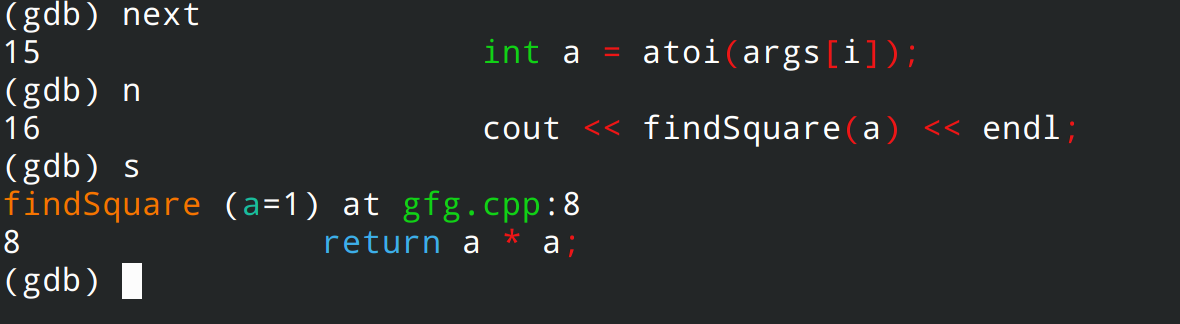 (gdb) next
15                      int a = atoi(args[i]);
(gdb) n
16                      cout << findSquare(a) << endl;
(gdb) s
findSquare (a=1) at gfg.cpp:8
8               return a * a;
(gdb)